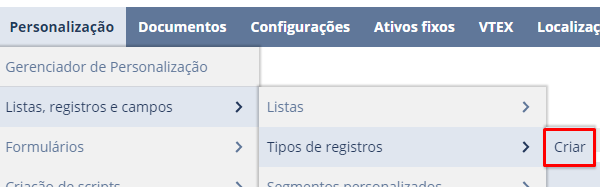 Personalização Documentos Configurações Ativos fixos VTEX
Gerenciador de Personalização
Listas, registros e campos Listas
Formulários Tipos de registros Criar
Criação de scripts Segmentos personalizados